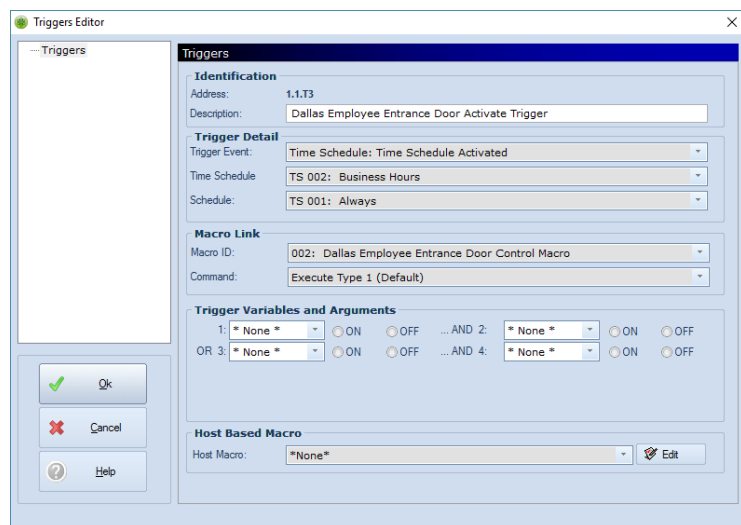 Triggers Editor
Triggers
Triggers
Identification
Address: 1.1.T3
Description: Dallas Employee Entrance Door Activate Trigger
Trigger Detail
Trigger Event: Time Schedule: Time Schedule Activated
Time Schedule TS 002: Business Hours
Schedule: TS 001: Always
Macro Link
Macro ID: 002: Dallas Employee Entrance Door Control Macro
Command: Execute Type 1 (Default)
Trigger Variables and Arguments
1: * None * ON OFF ... AND 2: * None * ON OFF
OR 3: * None * ON OFF ... AND 4: * None * ON OFF
Ok
Cancel
Help
Host Based Macro
Host Macro: *None* Edit